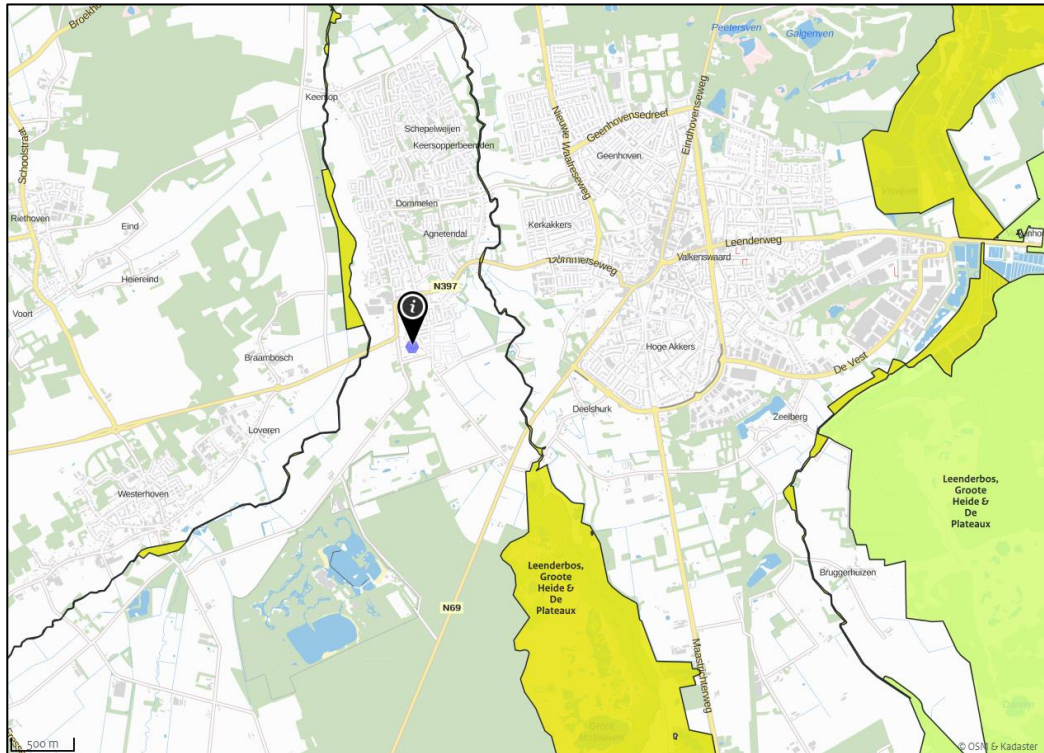 Peetersven
Galgenven
Keersop
Nieuwe Waalreseweg
Geenhovensedreef
Eindhovenseweg
Schoolstraat
Schepelweijen
Keersopperbeemden
Geenhoven
Riethoven
Eind
Dommelen
Kerkakkers
Agnetendal
Leenderweg
Valkenswaard
Dommelseweg
Heiereind
N397
Voort
i
Hoge Akkers
Braambosch
De Vest
Deelshurk
Zeelberg
Loveren
Westerhoven
Leenderbos,
Groote
Heide &
De
Plateaux
Leenderbos,
Groote
Heide &
De
Plateaux
Bruggerhuizen
N69
Maastrichterweg
500 m
© OSM & Kadaster